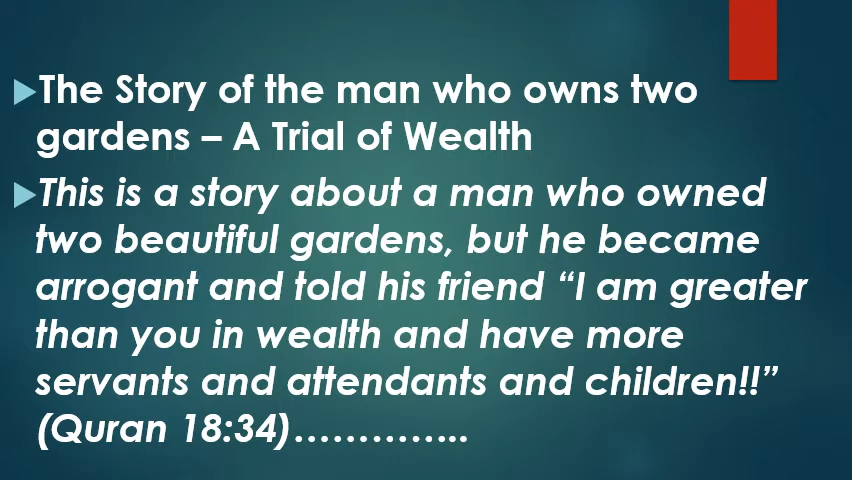 The Story of the man who owns two
gardens – A Trial of Wealth
This is a story about a man who owned
two beautiful gardens, but he became
arrogant and told his friend “I am greater
than you in wealth and have more
servants and attendants and children!!”
(Quran 18:34)…………..